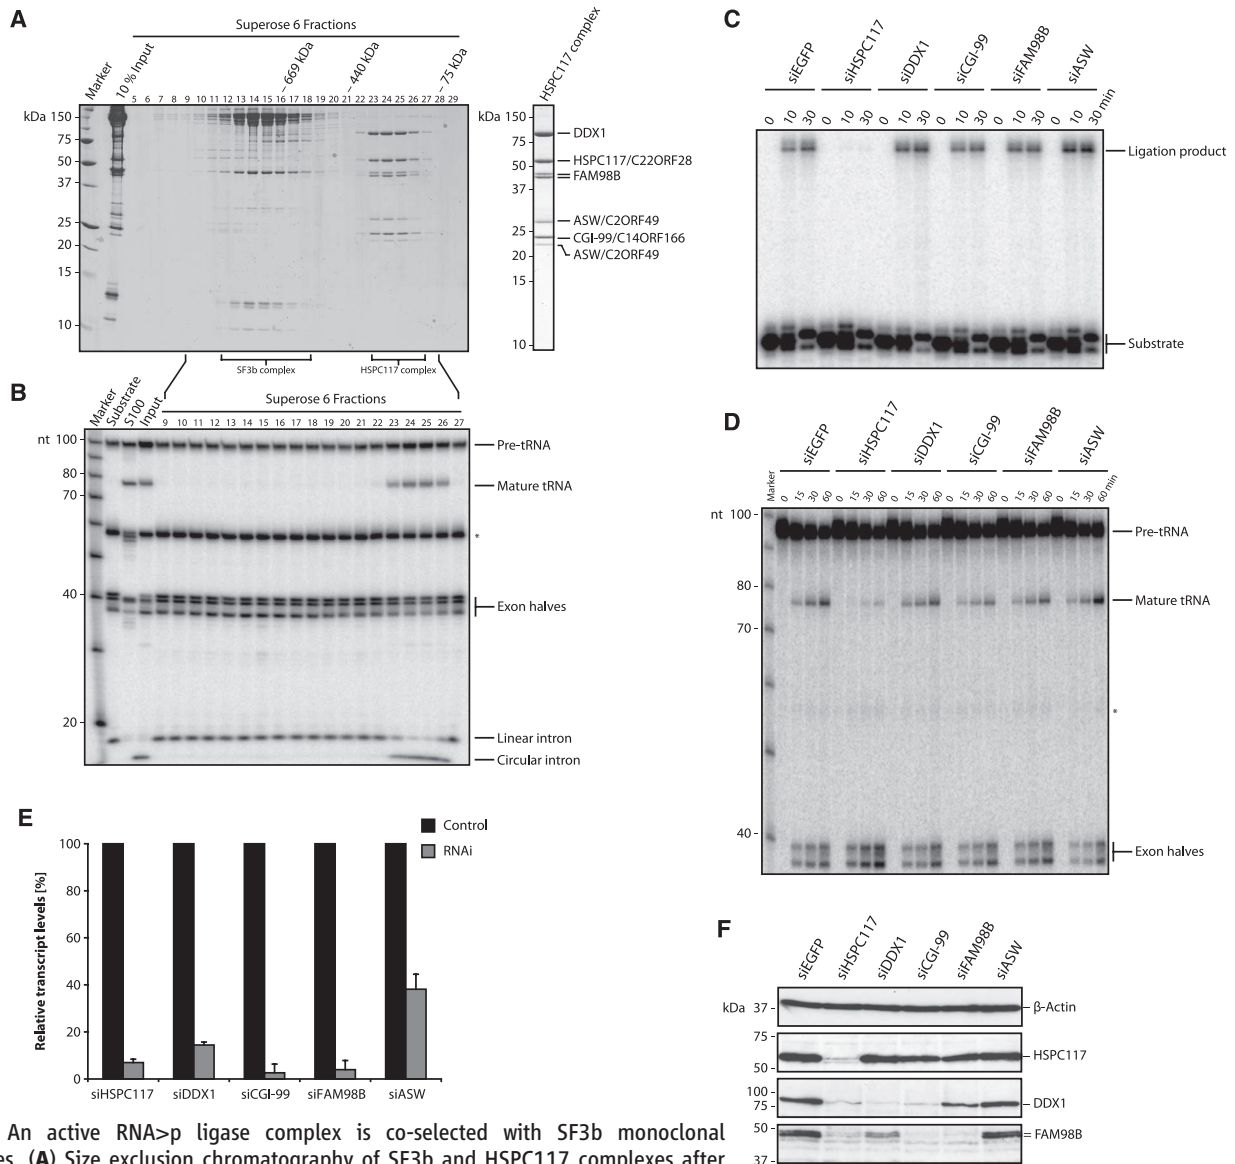 A
Superose 6 Fractions
Marker
10 % Input
5 6 7 8 9 10 11 12 13 14 15 16 17 18 19 20 21 22 23 24 25 26 27 28 29
669 kDa
440 kDa
75 kDa
kDa 150
75
50
37
25
20
15
10
SF3b complex
HSPC117 complex
HSPC117 complex
kDa 150
75
50
37
25
20
15
10
DDX1
HSPC117/C22ORF28
FAM98B
ASW/C2ORF49
CGI-99/C14ORF166
ASW/C2ORF49
B
Superose 6 Fractions
Marker
Substrate
S100
Input
9 10 11 12 13 14 15 16 17 18 19 20 21 22 23 24 25 26 27
nt 100
80
70
40
20
Pre-tRNA
Mature tRNA
*
Exon halves
Linear intron
Circular intron
C
siEGFP siHSPC117 siDDX1 siCGI-99 siFAM98B siASW
0 10 30 0 10 30 0 10 30 0 10 30 0 10 30 0 10 30 min
Ligation product
Substrate
D
siEGFP siHSPC117 siDDX1 siCGI-99 siFAM98B siASW
Marker
0 15 30 60 0 15 30 60 0 15 30 60 0 15 30 60 0 15 30 60 0 15 30 60 min
nt 100
80
70
40
Pre-tRNA
Mature tRNA
*
Exon halves
E
Control
RNAi
Relative transcript levels [%]
100
80
60
40
20
0
siHSPC117 siDDX1 siCGI-99 siFAM98B siASW
F
siEGFP siHSPC117 siDDX1 siCGI-99 siFAM98B siASW
kDa 37
β-Actin
75
50
HSPC117
100
75
DDX1
50
37
FAM98B
An active RNA>p ligase complex is co-selected with SF3b monoclonal
es. (A) Size exclusion chromatography of SF3b and HSPC117 complexes after